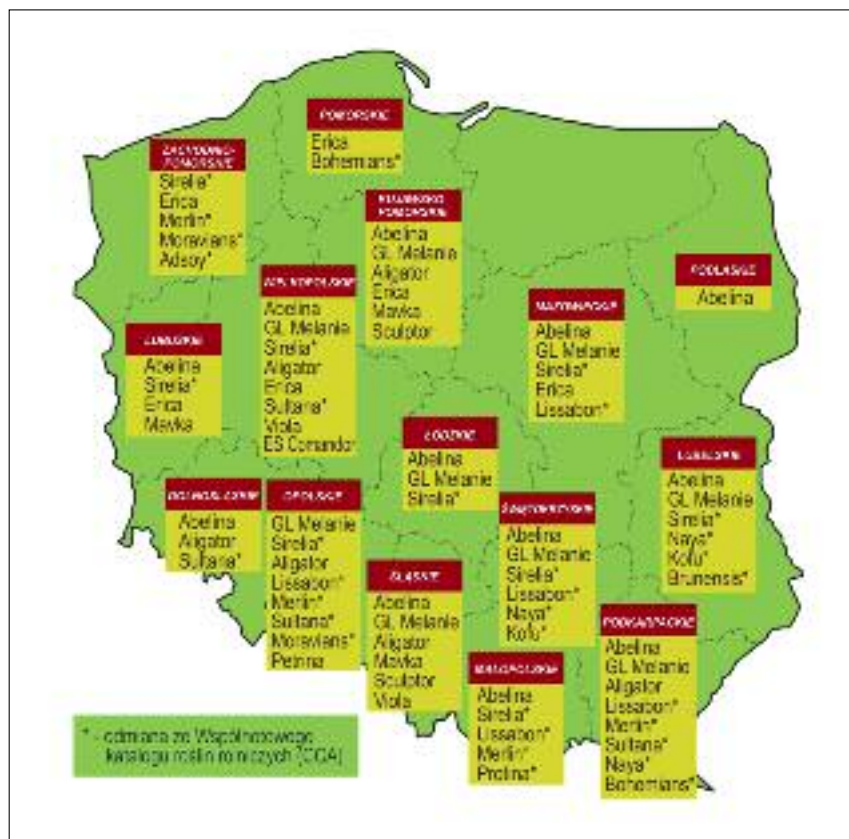 POMORSKIE
Erica
Bohemians*
ZACHODNIO-
POMORSKIE
Sirelia*
Erica
Merlin*
Moravians*
Adsoy*
KUJAWSKO
POMORSKIE
Abelina
GL Melanie
Aligator
Erica
Mavka
Sculptor
PODLASKIE
Abelina
WIELKOPOLSKIE
Abelina
GL Melanie
Sirelia*
Aligator
Erica
Sultana*
Viola
ES Comandor
MAZOWIECKIE
Abelina
GL Melanie
Sirelia*
Erica
Lissabon*
LUBUSKIE
Abelina
Sirelia*
Erica
Mavka
ŁÓDZKIE
Abelina
GL Melanie
Sirelia*
LUBELSKIE
Abelina
GL Melanie
Sirelia*
Naya*
Kofu*
Brunensis*
DOLNOŚLĄSKIE
Abelina
Aligator
Sultana*
OPOLSKIE
GL Melanie
Sirelia*
Aligator
Lissabon*
Merlin*
Sultana*
Moravians*
Petrina
ŚWIĘTOKRZYSKIE
Abelina
GL Melanie
Sirelia*
Lissabon*
Naya*
Kofu*
ŚLĄSKIE
Abelina
GL Melanie
Aligator
Mavka
Sculptor
Viola
PODKARPACKIE
Abelina
GL Melanie
Aligator
Lissabon*
Merlin*
Sultana*
Naya*
Bohemians*
MAŁOPOLSKIE
Abelina
Sirelia*
Lissabon*
Merlin*
Protina*
* - odmiana ze Wspólnotowego
katalogu roślin rolniczych (CCA)